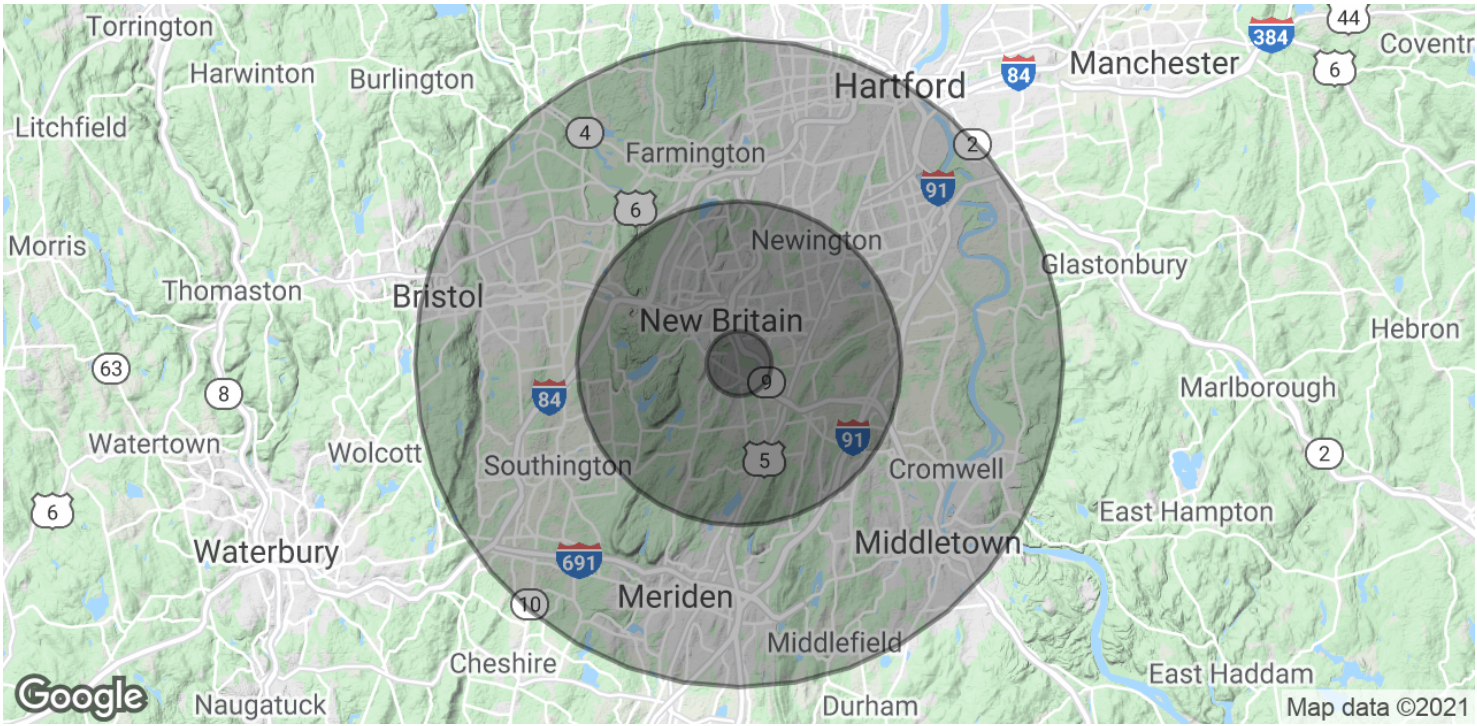 44
Torrington
384
Coventr
Harwinton
Burlington
Hartford
84
Manchester
6
Litchfield
4
Farmington
2
91
6
Morris
Newington
Glastonbury
Thomaston
Bristol
New Britain
Hebron
63
8
84
9
Marlborough
Watertown
Wolcott
Southington
5
91
Cromwell
2
6
East Hampton
Waterbury
691
Middletown
10
Meriden
Middlefield
Cheshire
East Haddam
Google
Naugatuck
Durham
Map data ©2021